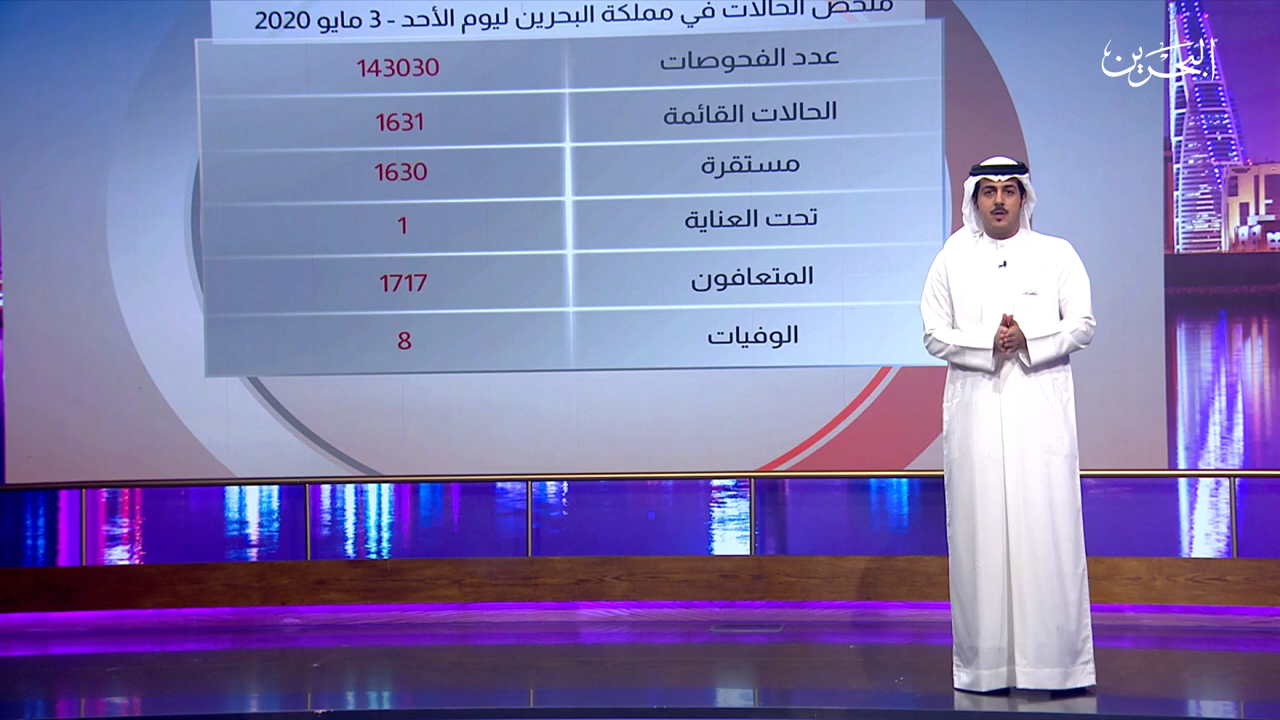 ملخص الحالات في مملكة البحرين ليوم الأحد - 3 مايو 2020
عدد الفحوصات 143030
الحالات القائمة 1631
مستقرة 1630
تحت العناية 1
المتعافون 1717
الوفيات 8
البحرين